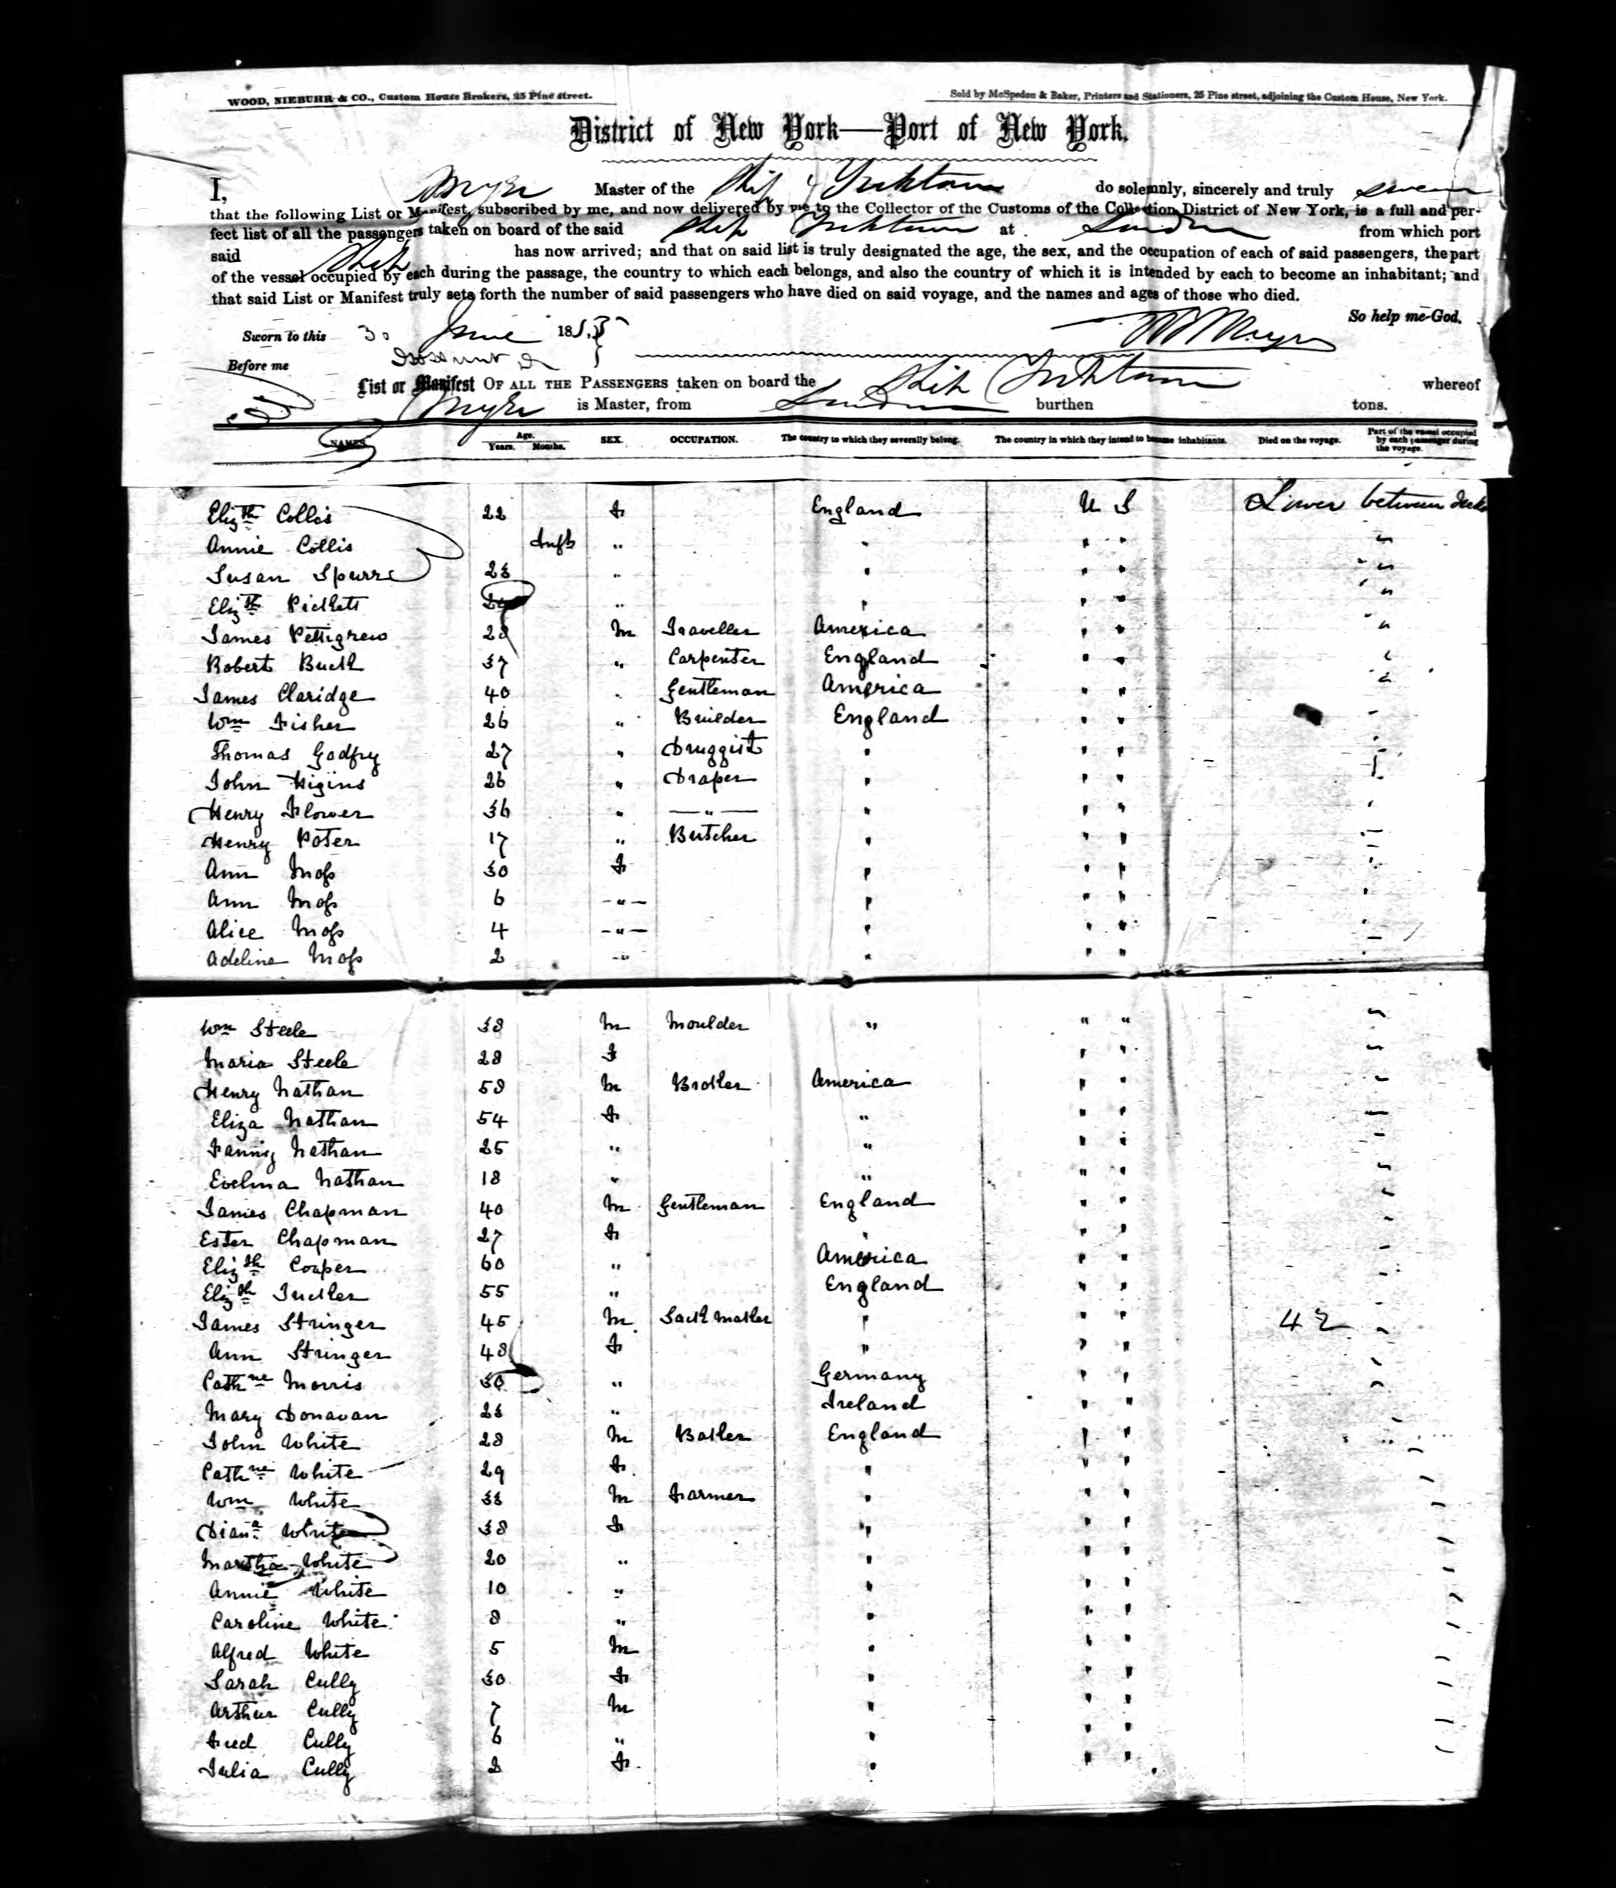 WOOD, NIEBUHR & CO., Custom House Brokers, 25 Pine street.
Sold by McSpedon & Baker, Printers and Stationers, 25 Pine street, adjoining the Custom House, New York.
District of New York—Port of New York.
I, Master of the Ship Yorktown do solemnly, sincerely and truly swear
that the following List or Manifest, subscribed by me, and now delivered by me to the Collector of the Customs of the Collection District of New York, is a full and per-
fect list of all the passengers taken on board of the said Ship Yorktown at London from which port
said Ship has now arrived; and that on said list is truly designated the age, the sex, and the occupation of each of said passengers, the part
of the vessel occupied by each during the passage, the country to which each belongs, and also the country of which it is intended by each to become an inhabitant; and
that said List or Manifest truly sets forth the number of said passengers who have died on said voyage, and the names and ages of those who died.
So help me God.
Sworn to this 30 June 185
Before me
List or Manifest OF ALL THE PASSENGERS taken on board the Ship Yorktown whereof
is Master, from London burthen tons.
NAMES. Age. Years. Months. SEX. OCCUPATION. The country to which they severally belong. The country in which they intend to become inhabitants. Died on the voyage. Part of the vessel occupied by each passenger during the voyage.
Elizth Collis 22 F England U S Lower between decks
Annie Collis Inft " " " " "
Susan Spurre 23 " " " " "
Elizth Pickett " " " " "
James Pettigrew 28 M Traveller America " " "
Robert Buck 37 " Carpenter England " " "
James Claridge 40 " Gentleman America " " "
Wm Fisher 26 " Builder England " " "
Thomas Godfry 27 " Druggist " " " "
John Higins 26 " Draper " " " "
Henry Flower 36 " — " — " " " "
Henry Poter 17 " Butcher " " " "
Ann Moss 30 F " " " "
Ann Moss 6 - " - " " " "
Alice Moss 4 - " - " " " "
Adeline Moss 2 - " " " " "
Wm Steele 38 M Moulder " " " "
Maria Steele 28 F " " "
Henry Nathan 58 M Broker America " " "
Eliza Nathan 54 F " " " "
Fanny Nathan 25 " " " " "
Evelina Nathan 18 " " " " "
James Chapman 40 M Gentleman England " " "
Ester Chapman 27 F " " " "
Elizth Cooper 60 " America " " "
Elizth Tucker 55 " England " " "
James Stringer 45 M Sack Maker " " " 42 "
Ann Stringer 48 F " " " "
Cathne Morris 30 " Germany " " "
Mary Donavan 23 " Ireland " "
John White 28 M Baker England " " "
Cathne White 29 F " " " "
Wm White 33 M Farmer " " " "
Diana White 38 F " " " "
Martha White 20 " " " " "
Annie White 10 " " " " "
Caroline White 8 " " " " "
Alfred White 5 M " " " "
Sarah Cully 30 F " " " "
Arthur Cully 7 M " " " "
Fred Cully 6 " " " " "
Julia Cully 2 F " " "